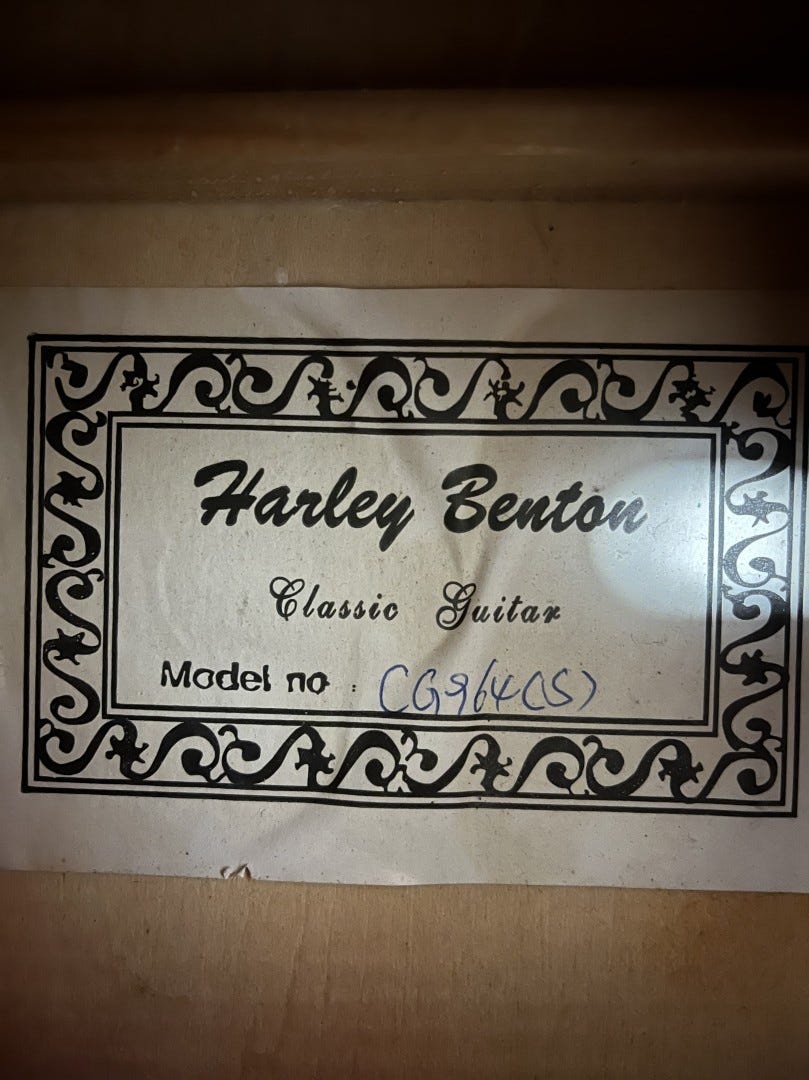 Harley Benton
Classic Guitar
Model no : CG964(S)